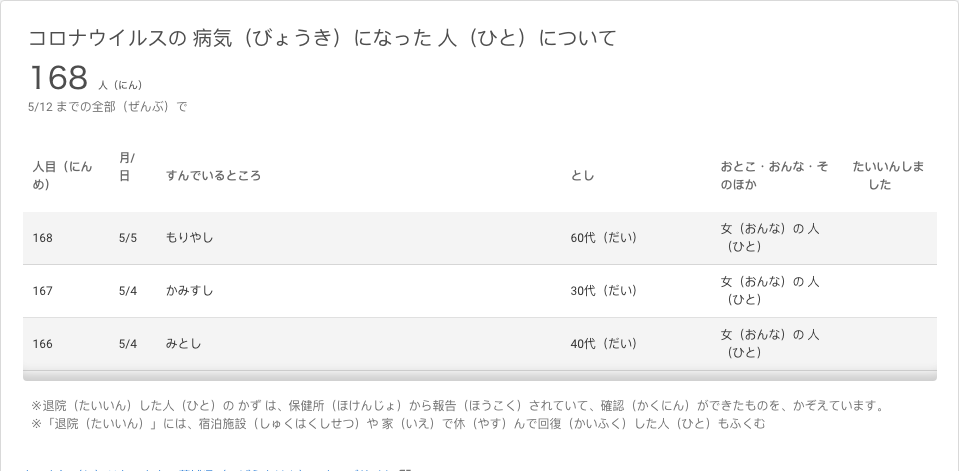 コロナウイルスの 病気（びょうき）になった 人（ひと）について
168 人（にん）
5/12 までの全部（ぜんぶ）で
人目（にんめ） 月/日 すんでいるところ とし おとこ・おんな・そのほか たいいんしました
168 5/5 もりやし 60代（だい） 女（おんな）の 人（ひと）
167 5/4 かみすし 30代（だい） 女（おんな）の 人（ひと）
166 5/4 みとし 40代（だい） 女（おんな）の 人（ひと）
※退院（たいいん）した人（ひと）の かず は、保健所（ほけんじょ）から報告（ほうこく）されていて、確認（かくにん）ができたものを、かぞえています。
※「退院（たいいん）」には、宿泊施設（しゅくはくしせつ）や 家（いえ）で休（やす）んで回復（かいふく）した人（ひと）もふくむ